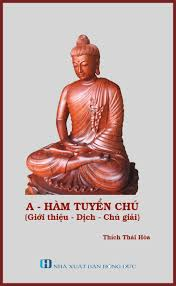 A - HÀM TUYỂN CHÚ
(Giới thiệu - Dịch - Chú giải)
Thích Thái Hòa
NHÀ XUẤT BẢN HỒNG ĐỨC